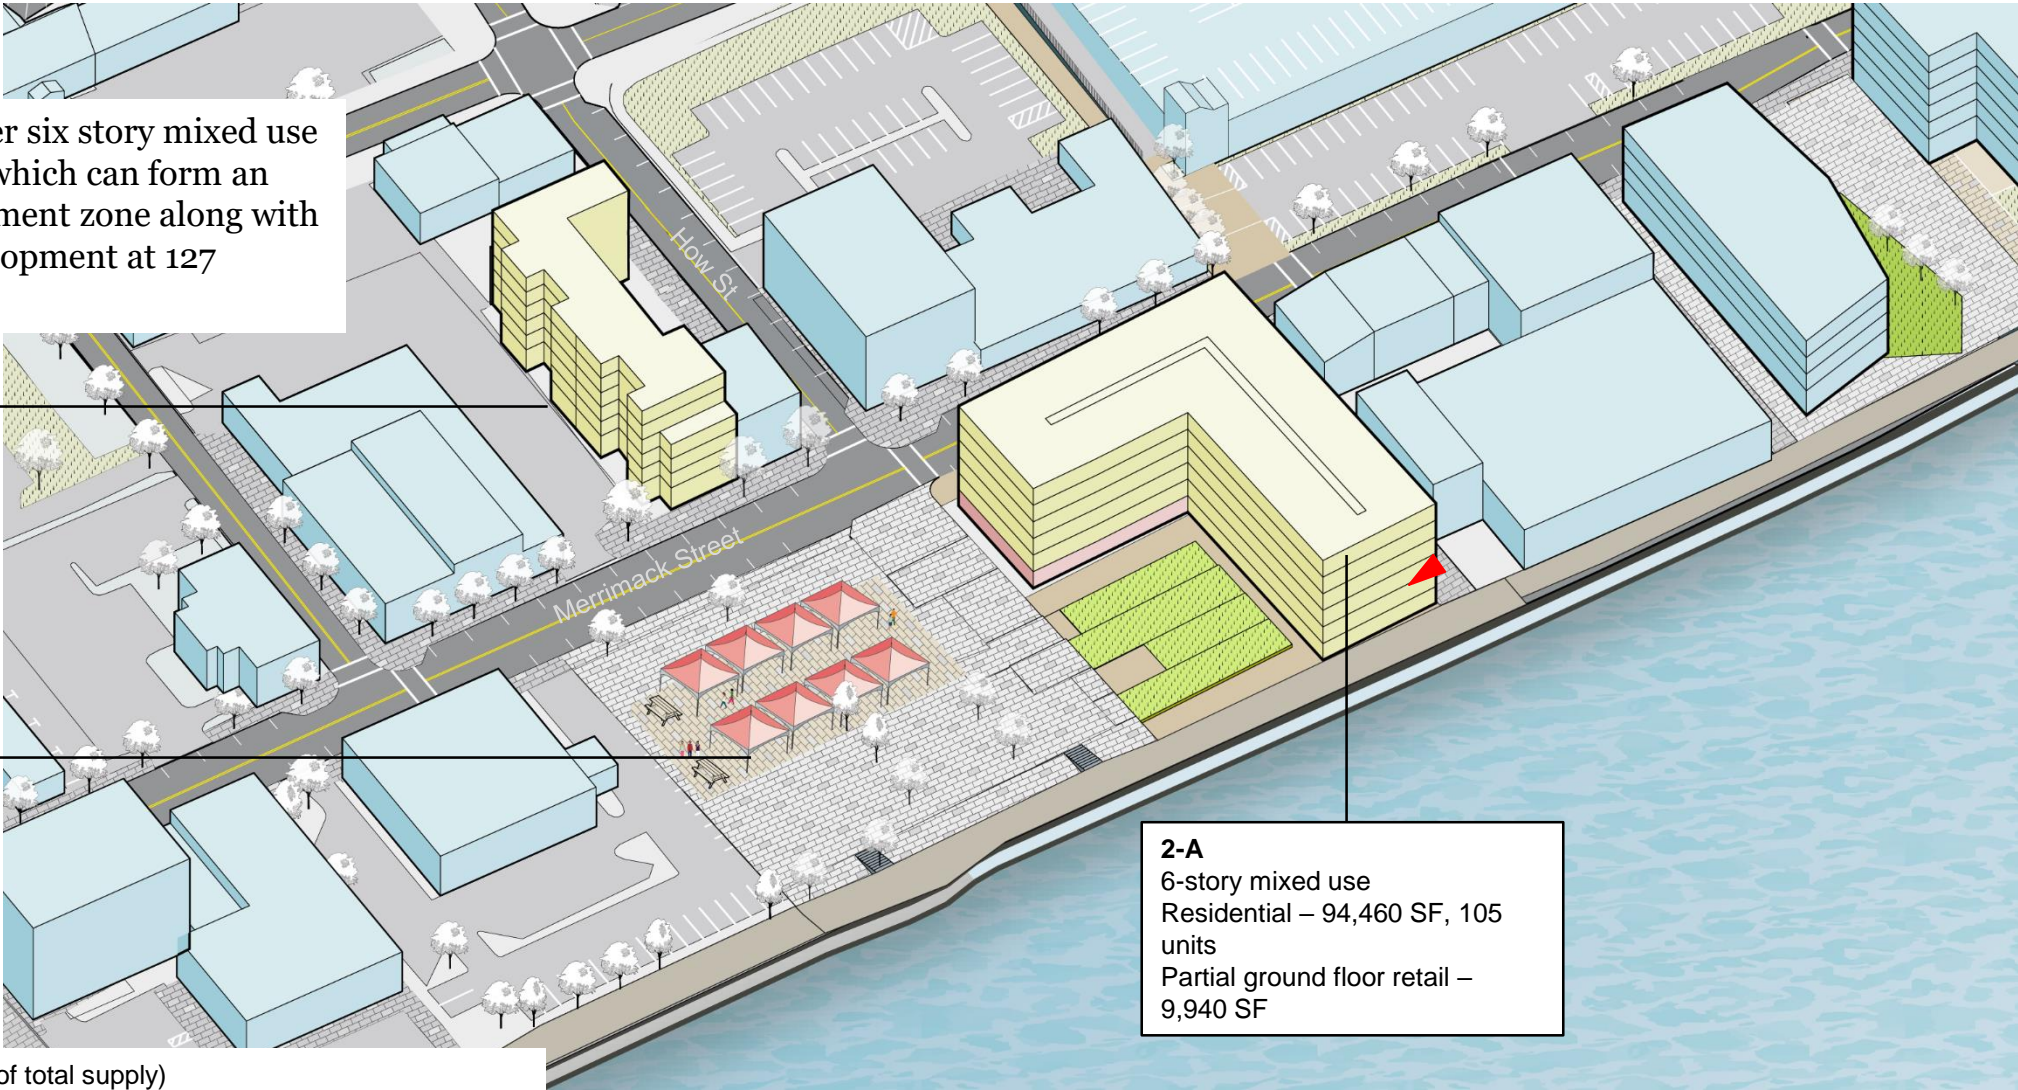 er six story mixed use
which can form an
ment zone along with
opment at 127
How St
Merrimack Street
2-A
6-story mixed use
Residential – 94,460 SF, 105
units
Partial ground floor retail –
9,940 SF
of total supply)